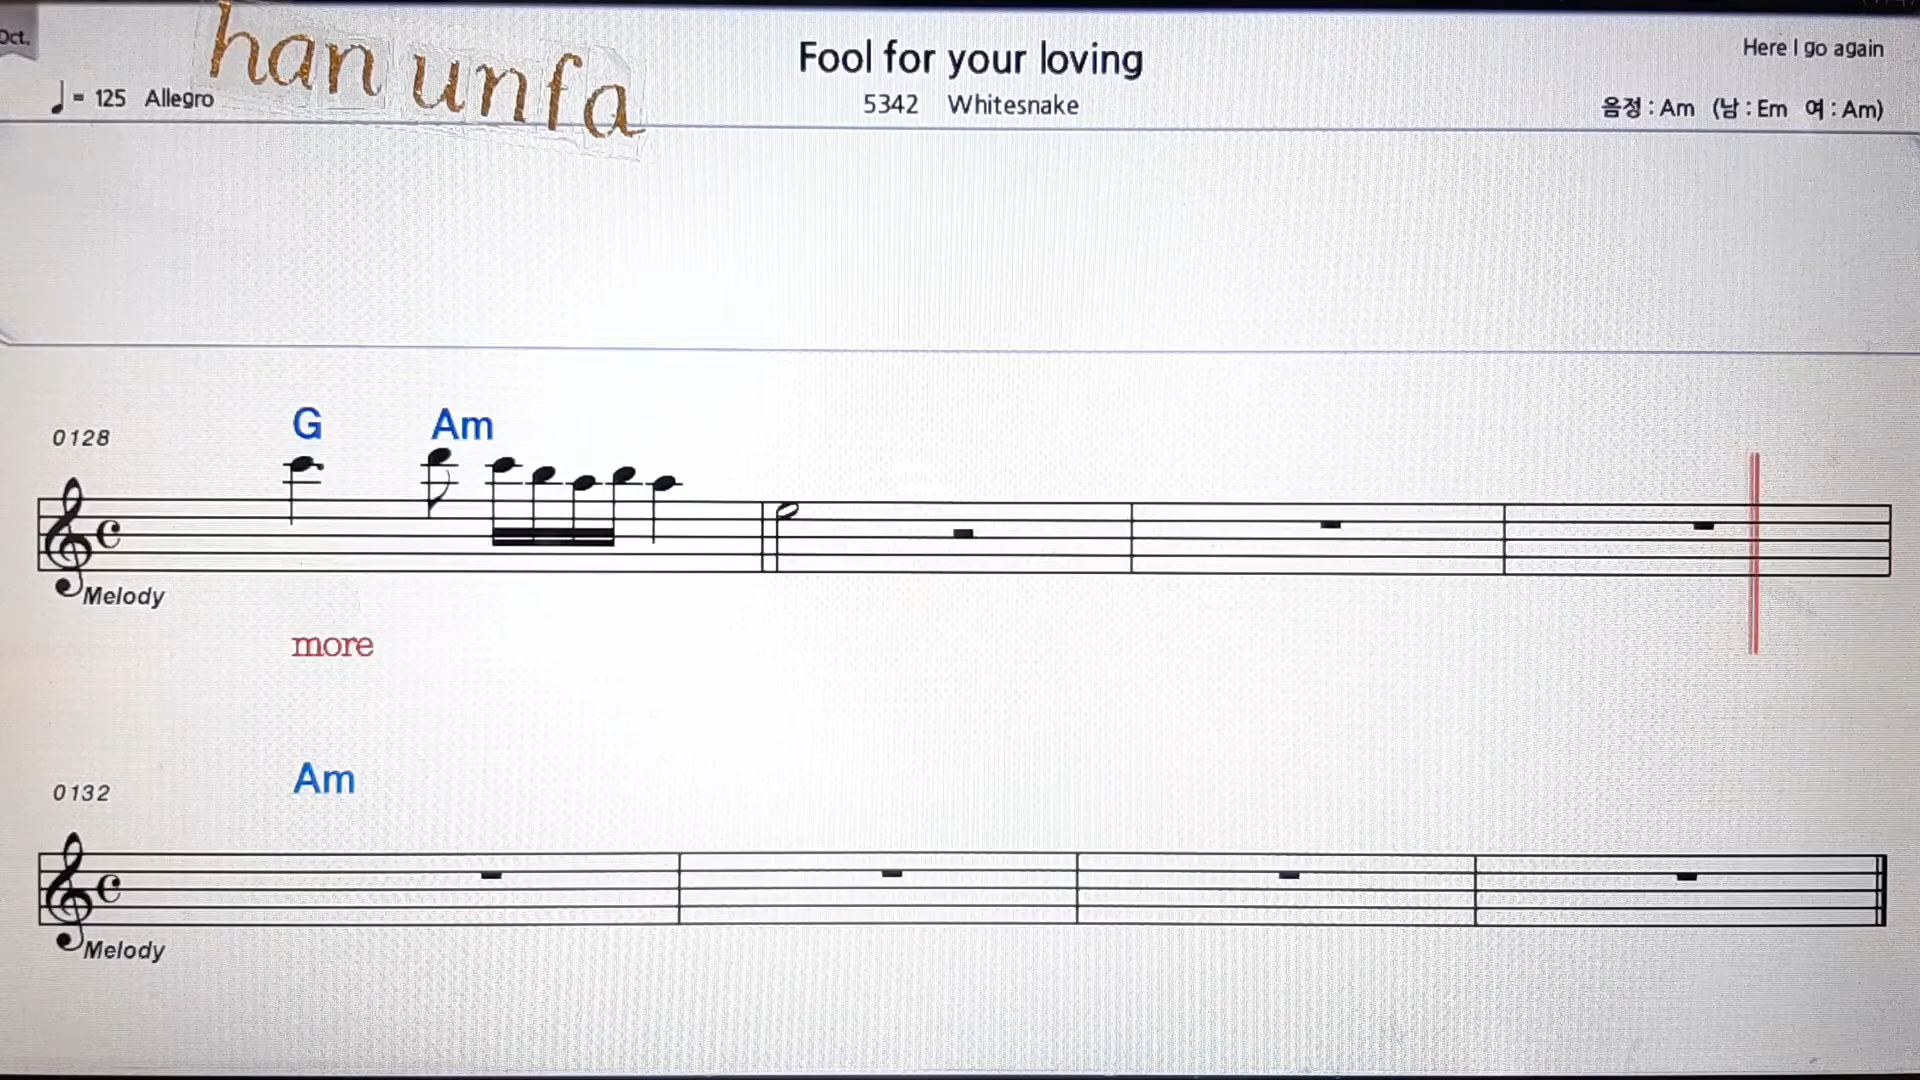 Oct.
han unfa
Fool for your loving
Here I go again
= 125 Allegro
5342 Whitesnake
음정 : Am (남 : Em 여 : Am)
G Am
0128
Melody
more
Am
0132
Melody